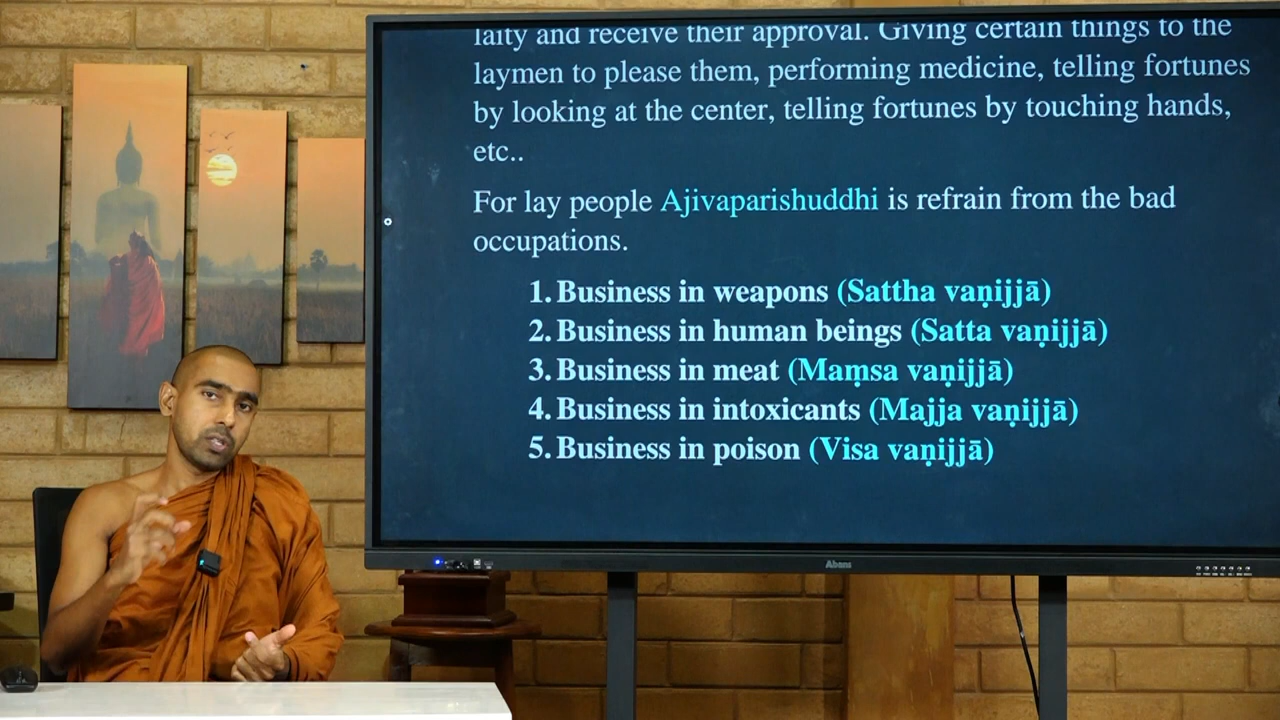 laity and receive their approval. Giving certain things to the
laymen to please them, performing medicine, telling fortunes
by looking at the center, telling fortunes by touching hands,
etc..
For lay people Ajivaparishuddhi is refrain from the bad
occupations.
1. Business in weapons (Sattha vaṇijjā)
2. Business in human beings (Satta vaṇijjā)
3. Business in meat (Maṃsa vaṇijjā)
4. Business in intoxicants (Majja vaṇijjā)
5. Business in poison (Visa vaṇijjā)
Abans